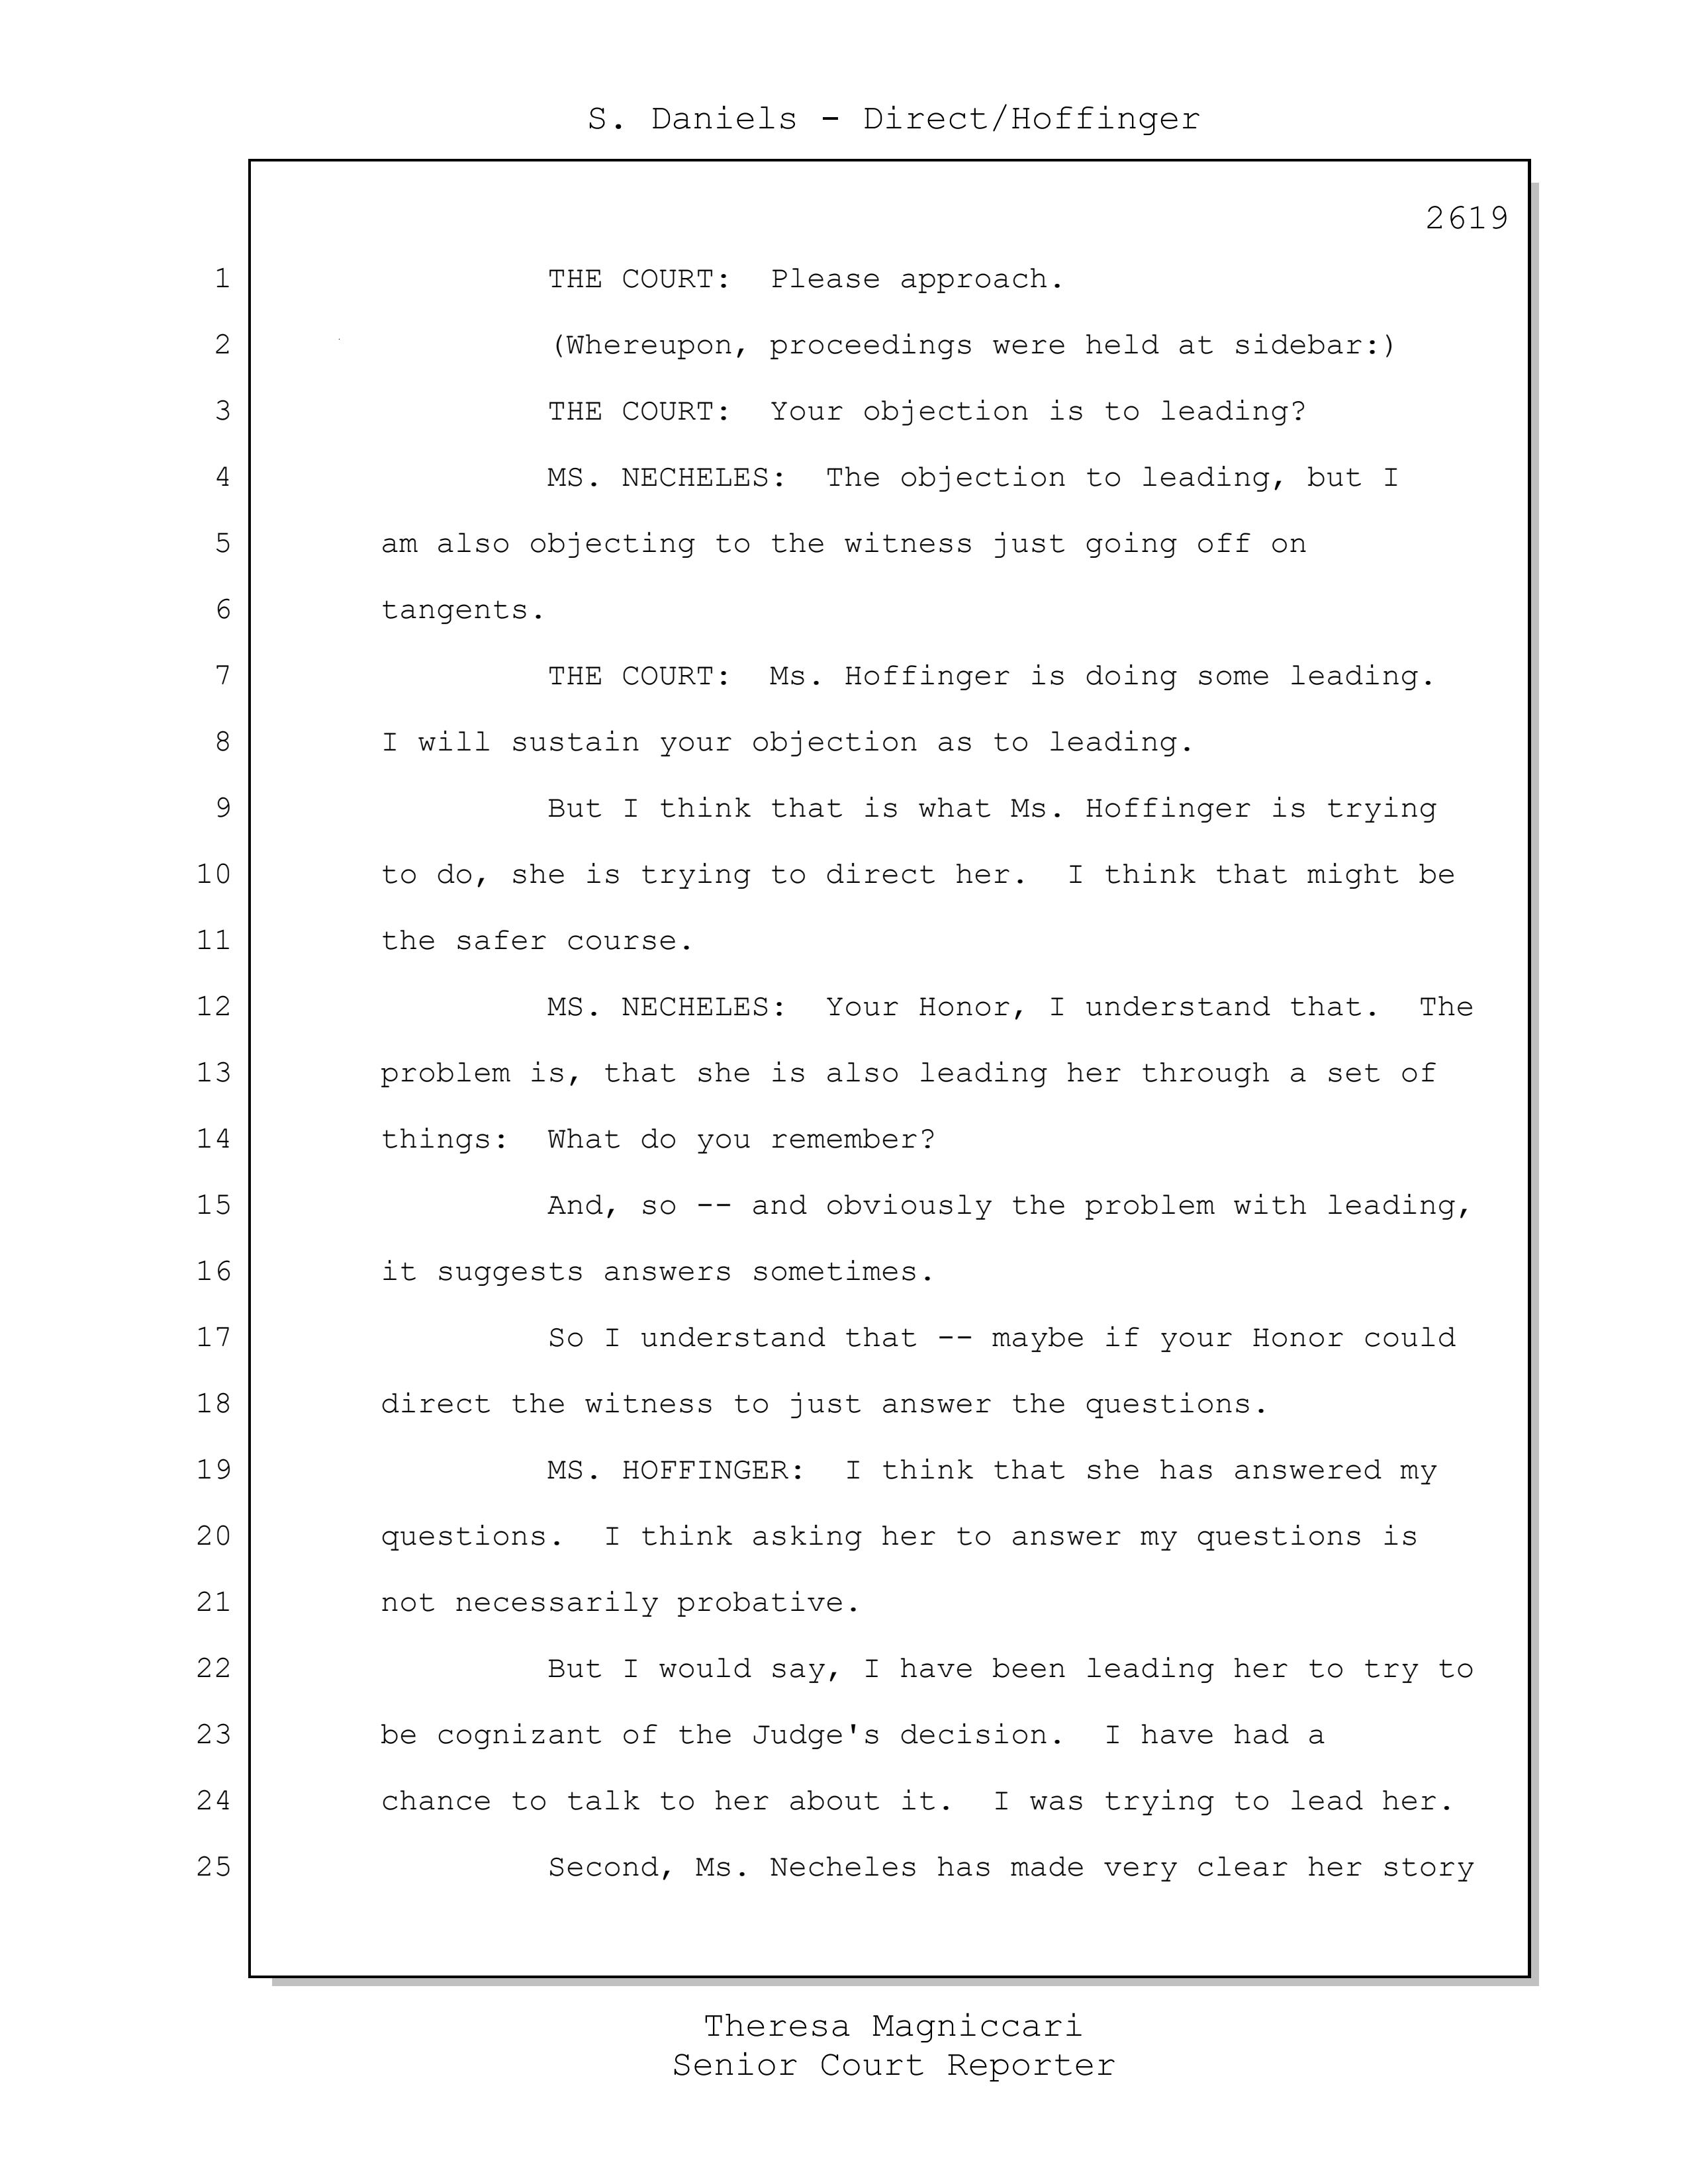 S. Daniels - Direct/Hoffinger
2619
1 THE COURT: Please approach.
2 (Whereupon, proceedings were held at sidebar:)
3 THE COURT: Your objection is to leading?
4 MS. NECHELES: The objection to leading, but I
5 am also objecting to the witness just going off on
6 tangents.
7 THE COURT: Ms. Hoffinger is doing some leading.
8 I will sustain your objection as to leading.
9 But I think that is what Ms. Hoffinger is trying
10 to do, she is trying to direct her. I think that might be
11 the safer course.
12 MS. NECHELES: Your Honor, I understand that. The
13 problem is, that she is also leading her through a set of
14 things: What do you remember?
15 And, so -- and obviously the problem with leading,
16 it suggests answers sometimes.
17 So I understand that -- maybe if your Honor could
18 direct the witness to just answer the questions.
19 MS. HOFFINGER: I think that she has answered my
20 questions. I think asking her to answer my questions is
21 not necessarily probative.
22 But I would say, I have been leading her to try to
23 be cognizant of the Judge's decision. I have had a
24 chance to talk to her about it. I was trying to lead her.
25 Second, Ms. Necheles has made very clear her story
Theresa Magniccari
Senior Court Reporter